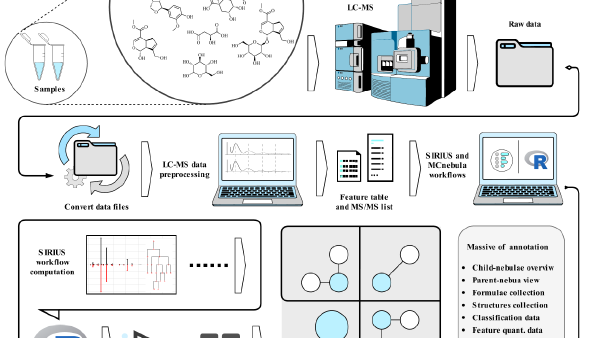 LC-MS
Raw data
Samples
LC-MS data
preprocessing
SIRIUS and
MCnebula
workflows
R
Convert data files
Feature table
and MS/MS list
SIRIUS
workflow
computation
Massive of annotation
• Child-nebulae overviw
• Parent-nebua view
• Formulae collection
• Structures collection
• Classification data
• Feature quant. data